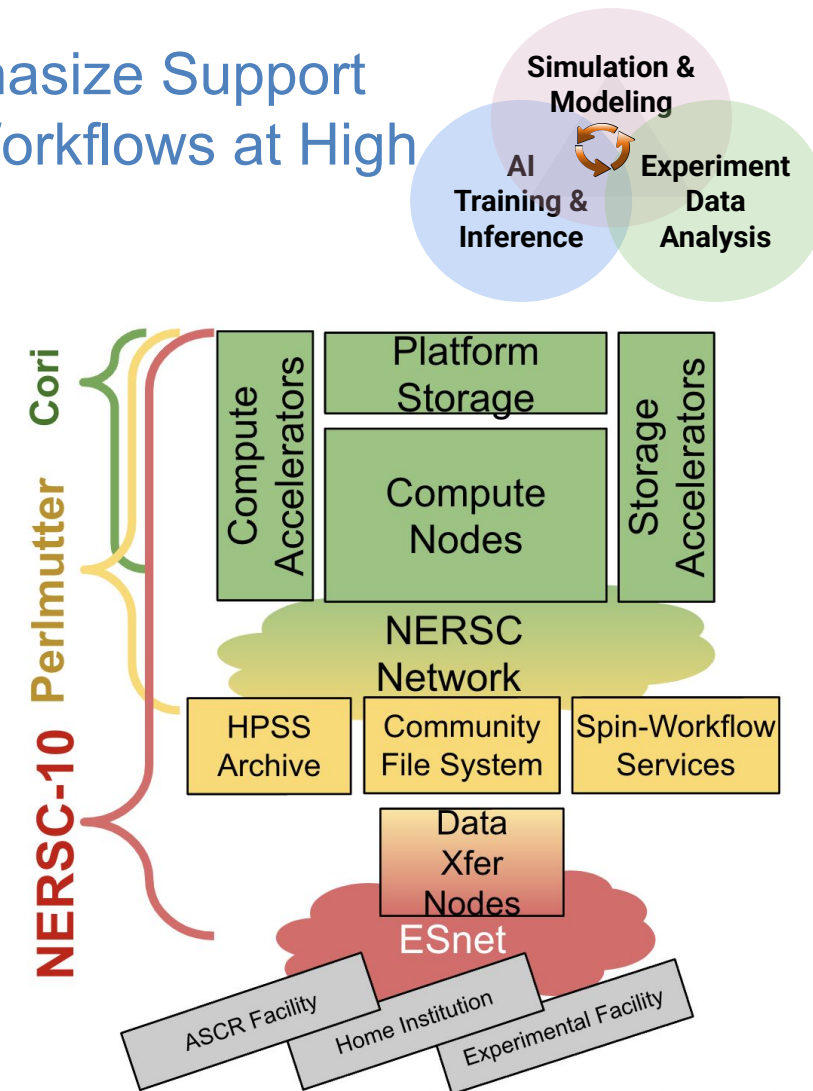 nasize Support
Workflows at High
Simulation &
Modeling
AI
Training &
Inference
Experiment
Data
Analysis
Cori
Perlmutter
NERSC-10
Compute
Accelerators
Platform
Storage
Compute
Nodes
Storage
Accelerators
NERSC
Network
HPSS
Archive
Community
File System
Spin-Workflow
Services
Data
Xfer
Nodes
ESnet
ASCR Facility
Home Institution
Experimental Facility